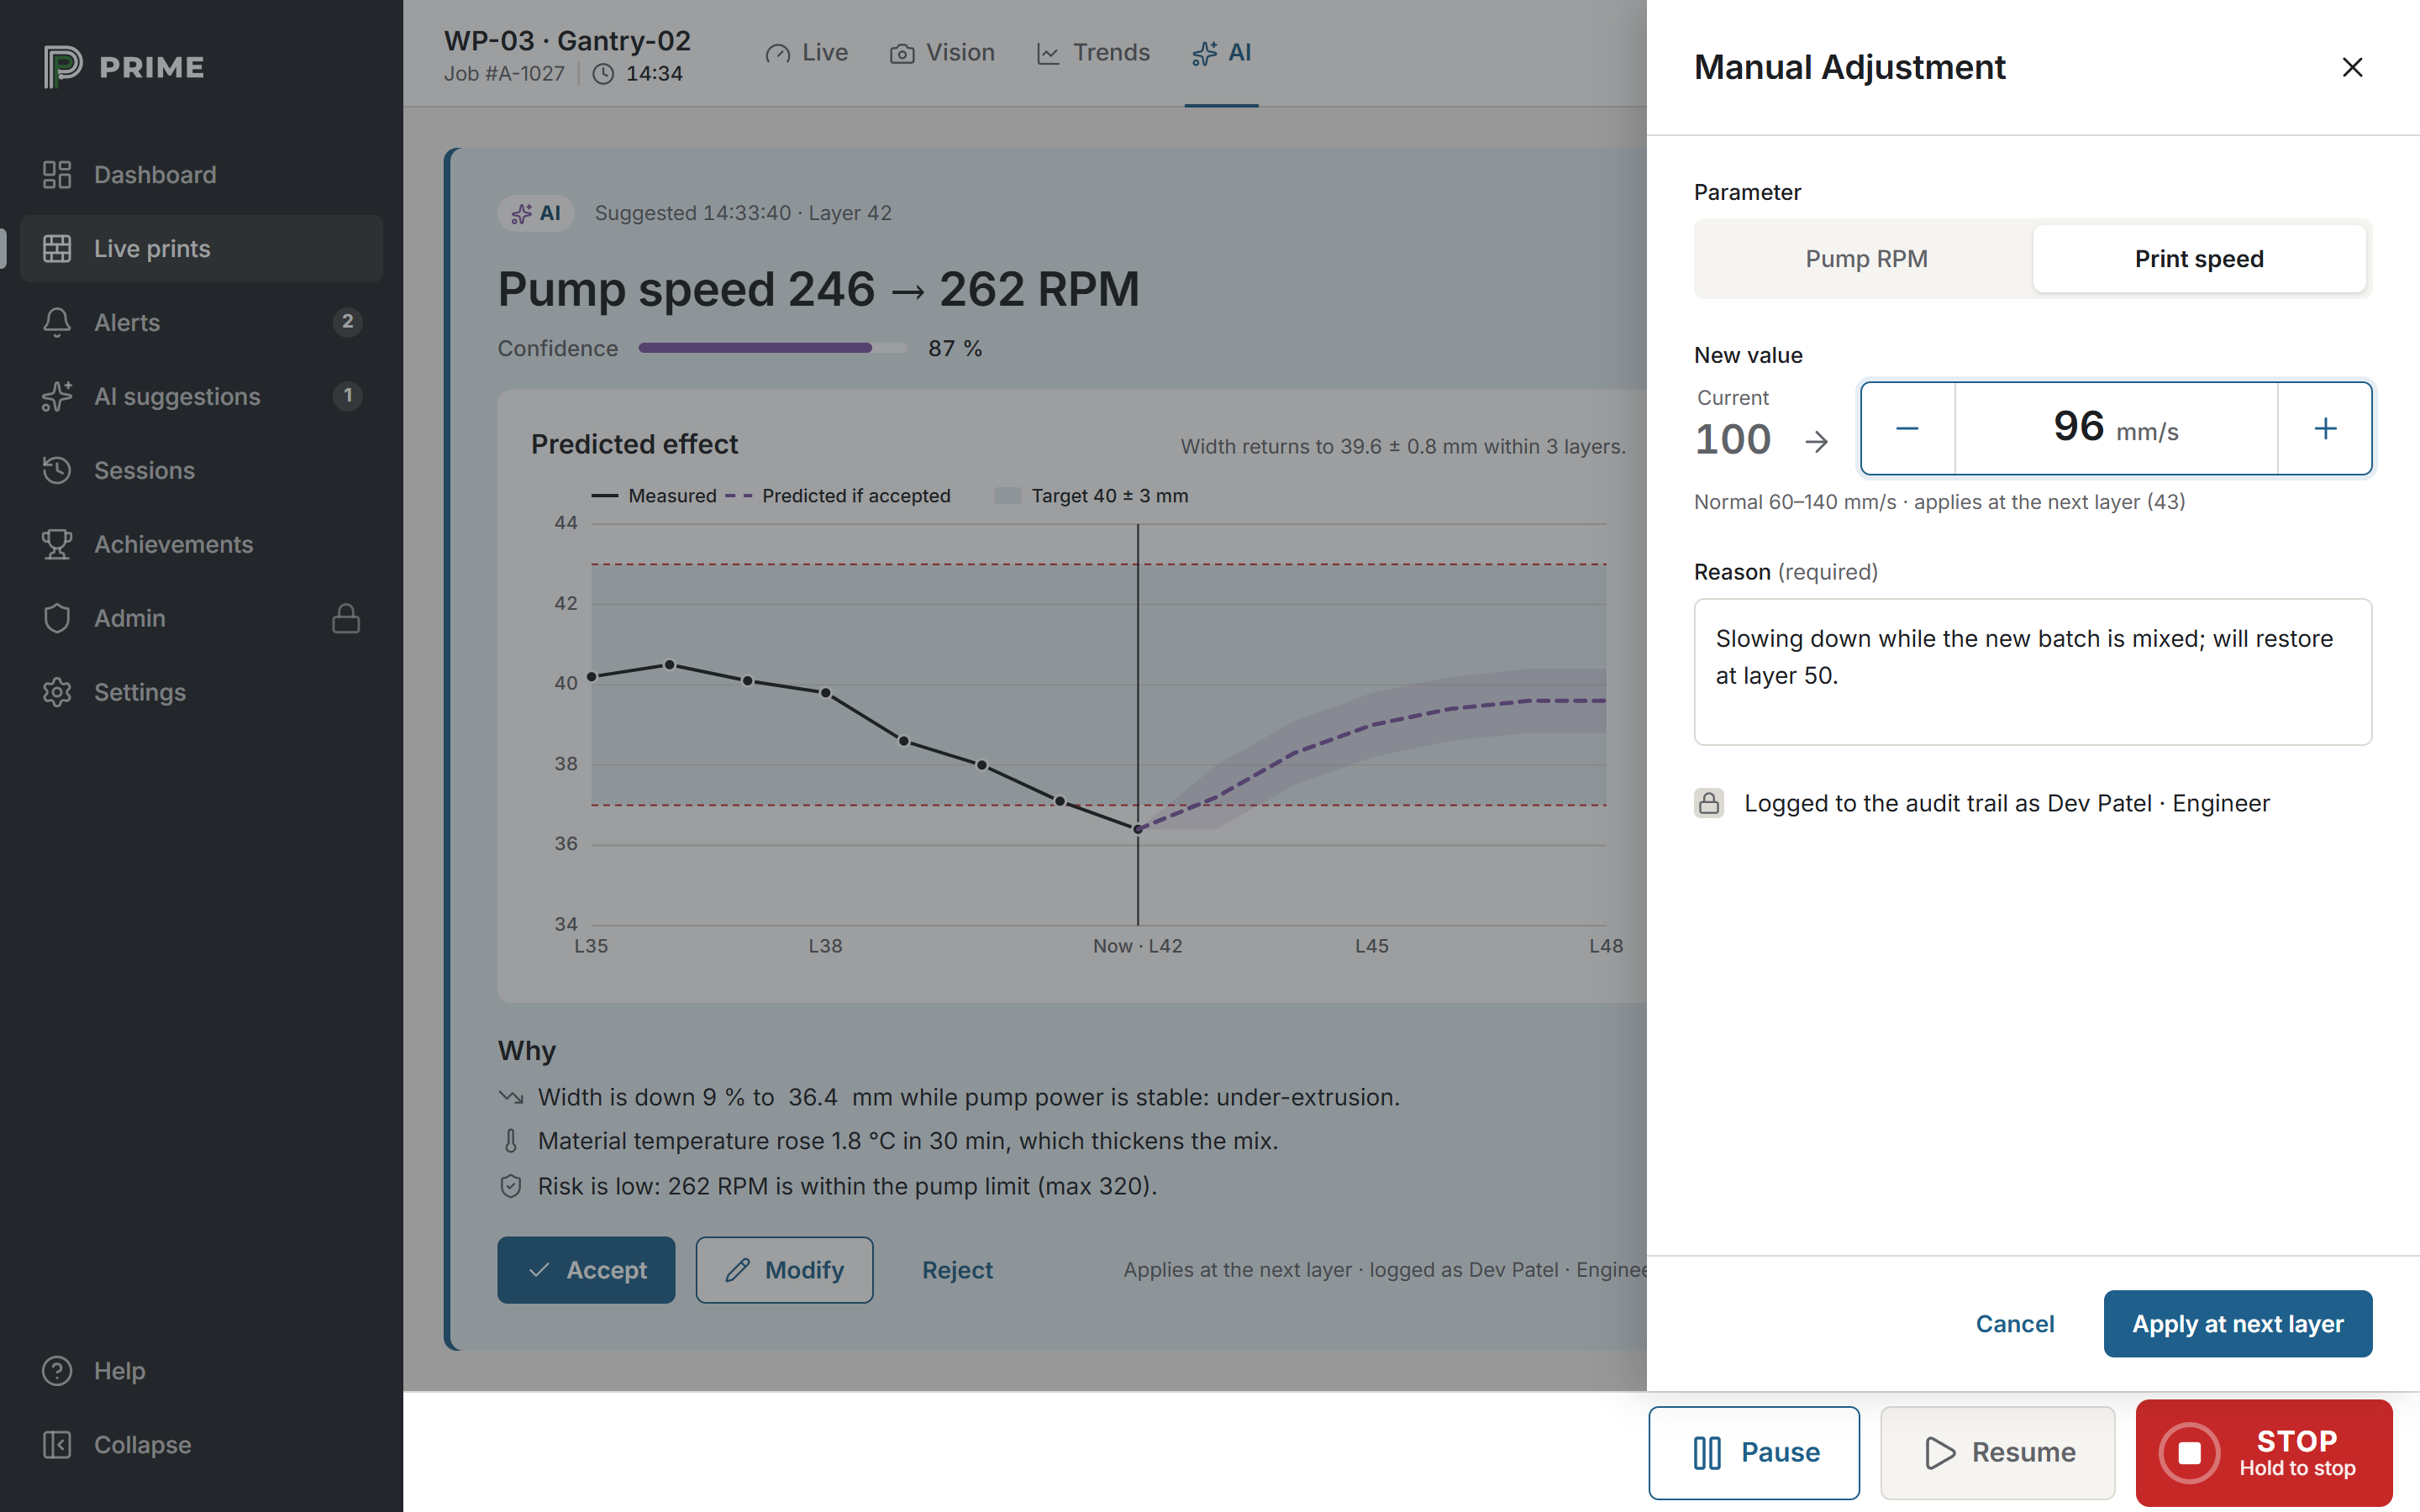 PRIME
Dashboard
Live prints
Alerts
2
AI suggestions
1
Sessions
Achievements
Admin
Settings
Help
Collapse
WP-03 · Gantry-02
Job #A-1027
14:34
Live
Vision
Trends
AI
AI
Suggested 14:33:40 · Layer 42
Pump speed 246 → 262 RPM
Confidence
87 %
Predicted effect
Width returns to 39.6 ± 0.8 mm within 3 layers.
Measured
Predicted if accepted
Target 40 ± 3 mm
44
42
40
38
36
34
L35
L38
Now · L42
L45
L48
Why
Width is down 9 % to 36.4 mm while pump power is stable: under-extrusion.
Material temperature rose 1.8 °C in 30 min, which thickens the mix.
Risk is low: 262 RPM is within the pump limit (max 320).
Accept
Modify
Reject
Applies at the next layer · logged as Dev Patel · Enginee
Manual Adjustment
Parameter
Pump RPM
Print speed
New value
Current
100
→
−
96 mm/s
+
Normal 60–140 mm/s · applies at the next layer (43)
Reason (required)
Slowing down while the new batch is mixed; will restore
at layer 50.
Logged to the audit trail as Dev Patel · Engineer
Cancel
Apply at next layer
Pause
Resume
STOP
Hold to stop